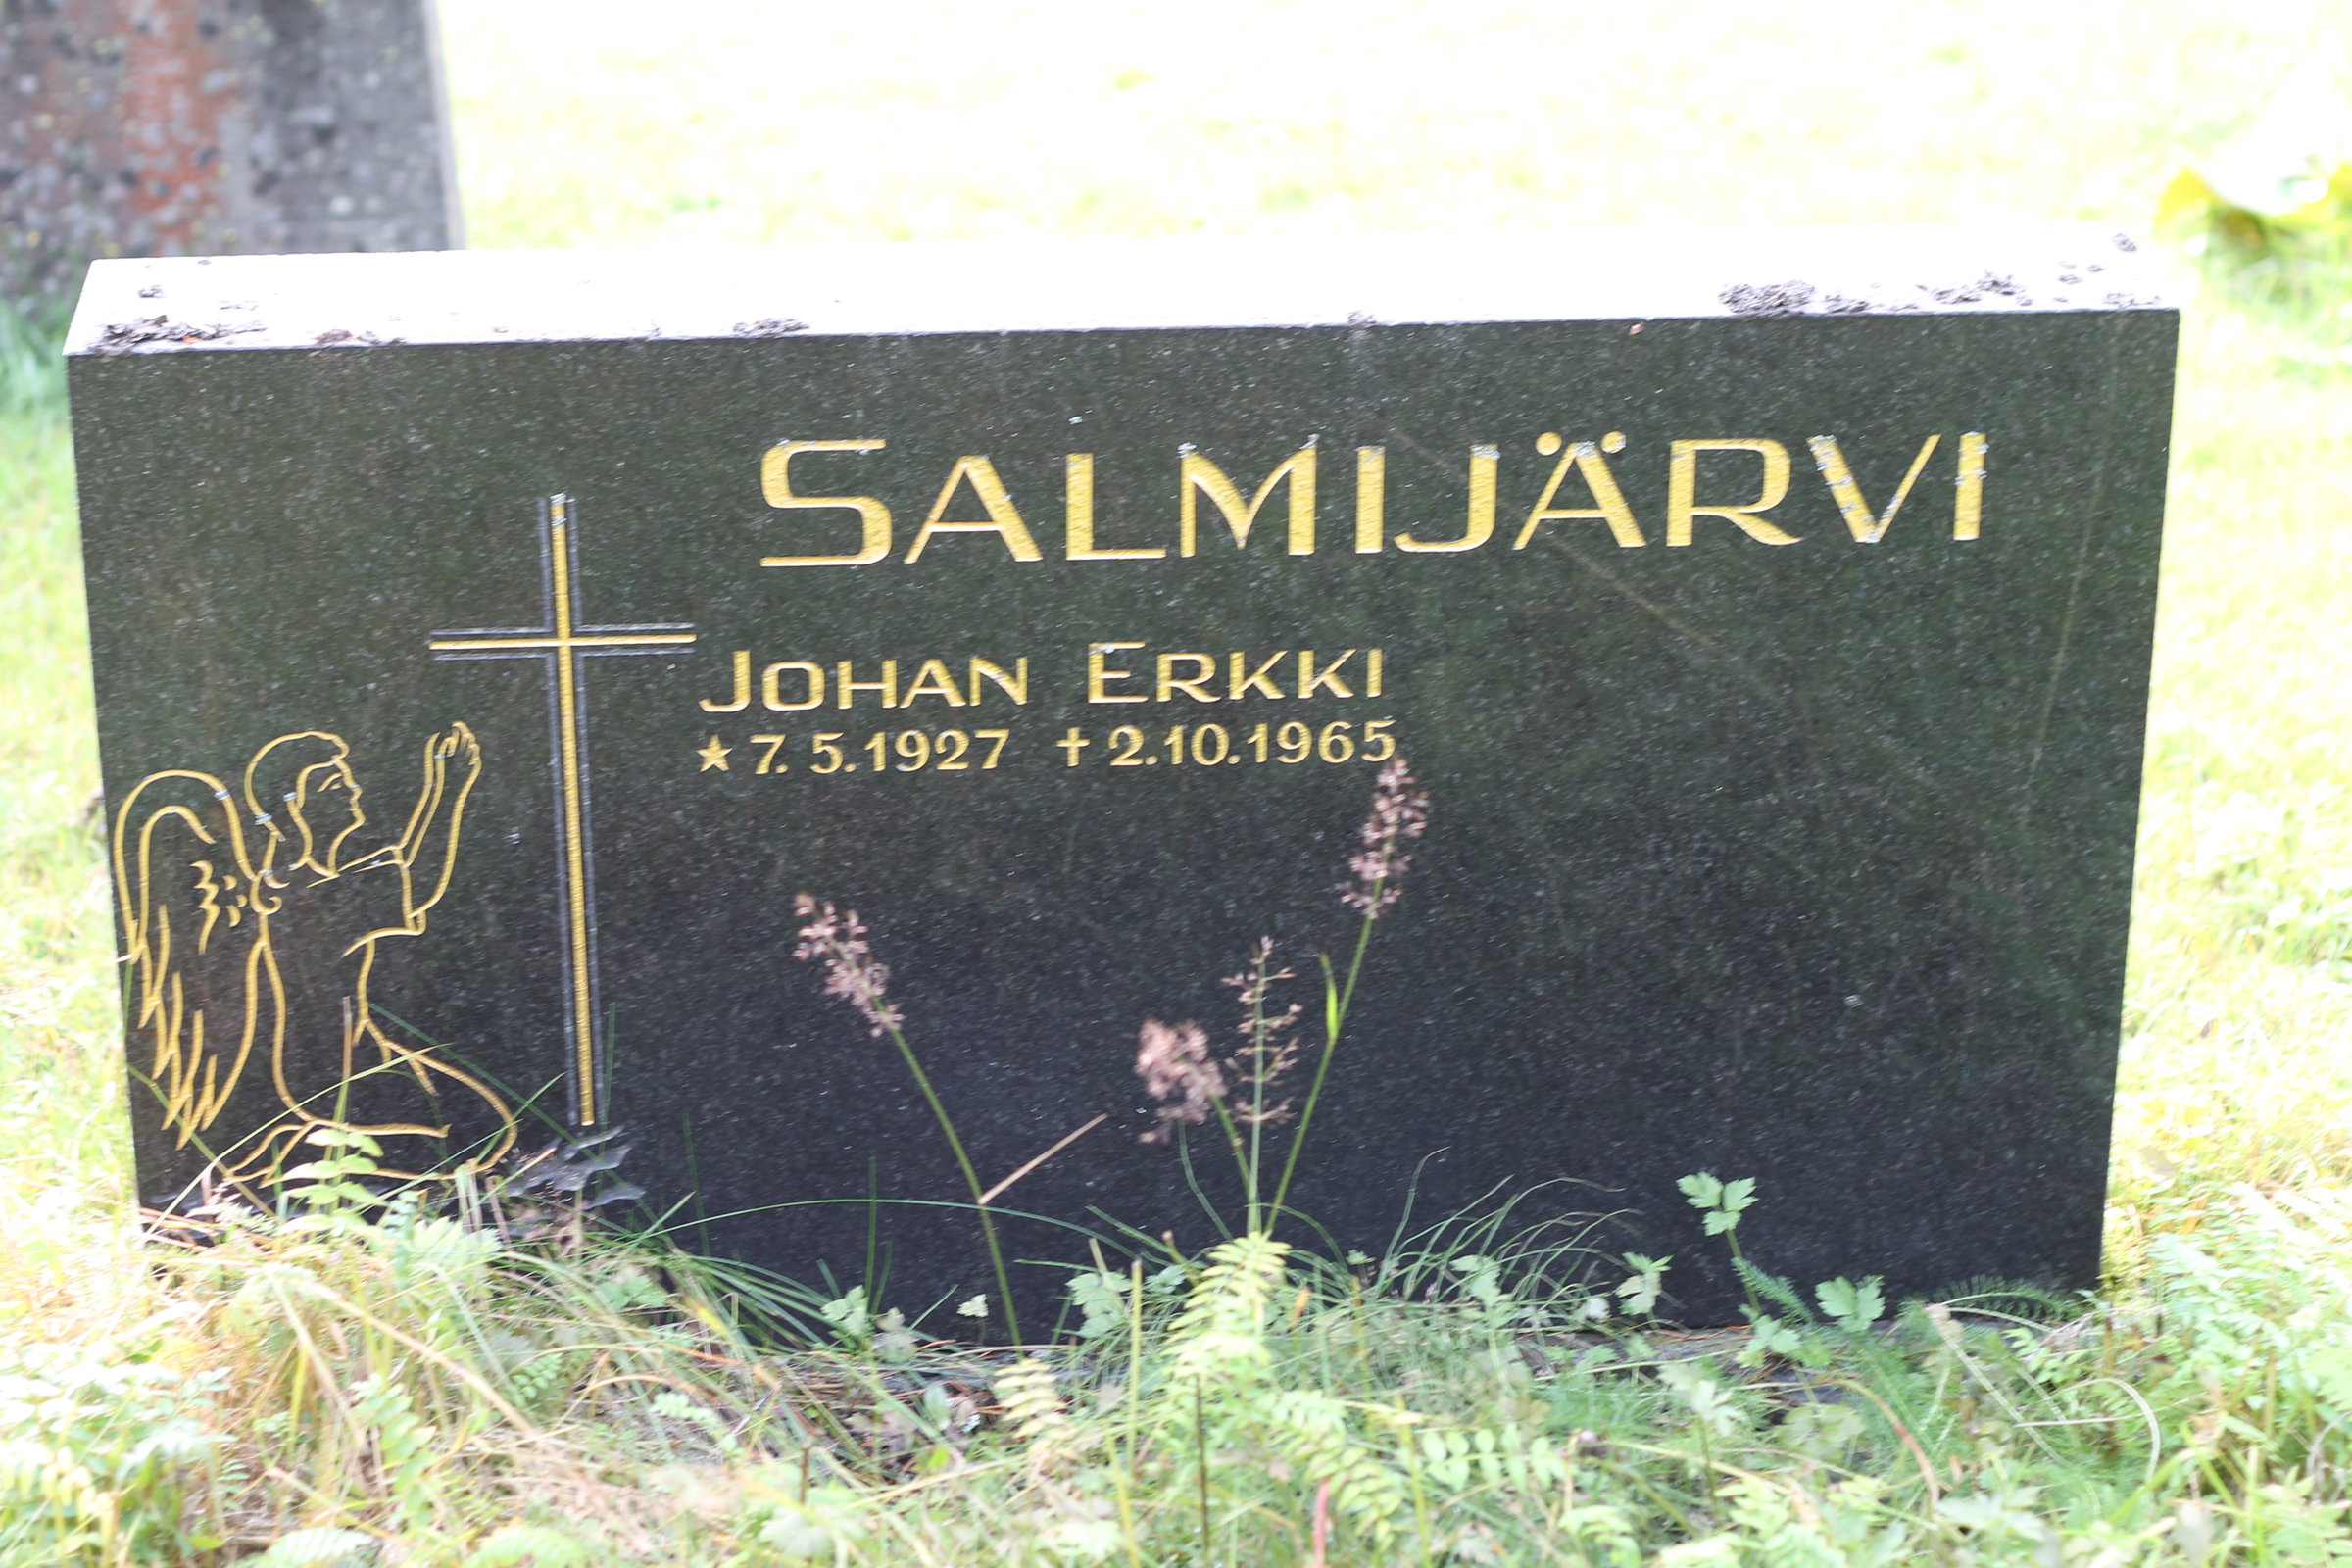 SALMIJÄRVI
JOHAN ERKKI
★ 7.5.1927 ✝ 2.10.1965